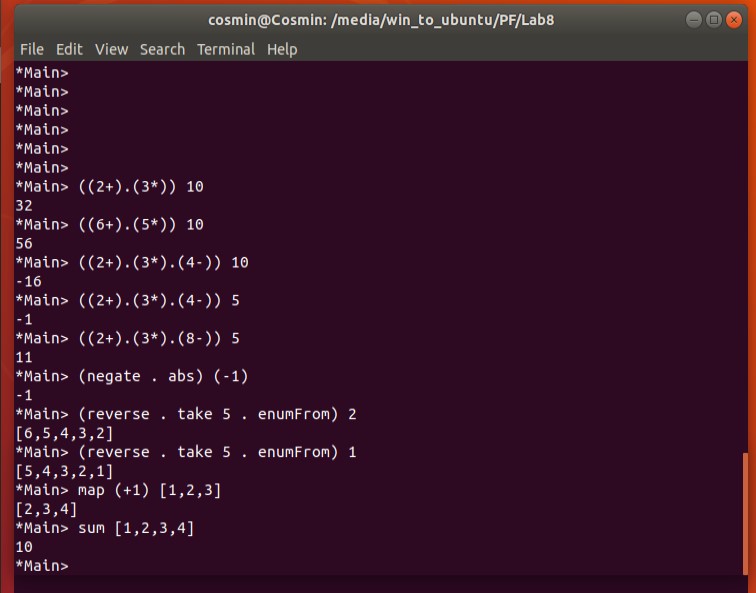 cosmin@Cosmin: /media/win_to_ubuntu/PF/Lab8
File Edit View Search Terminal Help
*Main>
*Main>
*Main>
*Main>
*Main>
*Main>
*Main> ((2+).(3*)) 10
32
*Main> ((6+).(5*)) 10
56
*Main> ((2+).(3*).(4-)) 10
-16
*Main> ((2+).(3*).(4-)) 5
-1
*Main> ((2+).(3*).(8-)) 5
11
*Main> (negate . abs) (-1)
-1
*Main> (reverse . take 5 . enumFrom) 2
[6,5,4,3,2]
*Main> (reverse . take 5 . enumFrom) 1
[5,4,3,2,1]
*Main> map (+1) [1,2,3]
[2,3,4]
*Main> sum [1,2,3,4]
10
*Main>